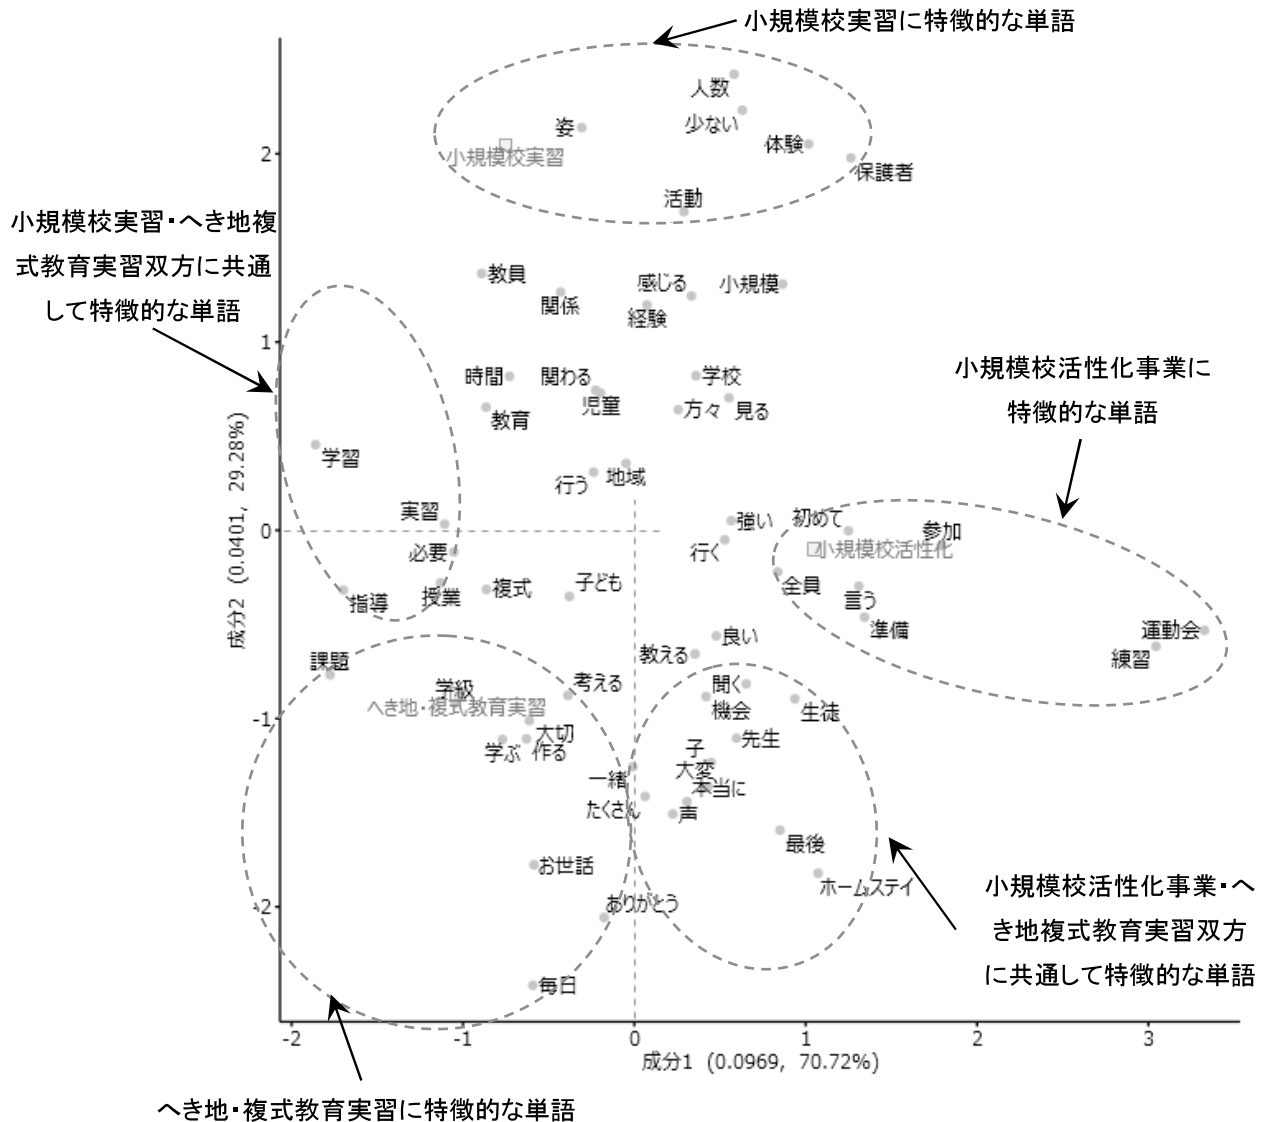 小規模校実習に特徴的な単語
人数
少ない
姿
体験
小規模校実習
保護者
活動
2
小規模校実習・へき地複
式教育実習双方に共通
して特徴的な単語
教員
感じる
小規模
関係
経験
1
小規模校活性化事業に
特徴的な単語
時間
関わる
学校
児童
方々
見る
教育
学習
地域
行う
実習
強い
初めて
参加
0
必要
行く
小規模校活性化
指導
授業
複式
子ども
全員
言う
準備
運動会
練習
良い
教える
課題
学級
考える
聞く
機会
生徒
へき地・複式教育実習
-1
大切
学ぶ
作る
先生
子
大変
一緒
本当に
たくさん
声
最後
お世話
ホームステイ
ありがとう
-2
小規模校活性化事業・へ
き地複式教育実習双方
に共通して特徴的な単語
毎日
成分2 (0.0401, 29.28%)
-2
-1
0
1
2
3
成分1 (0.0969, 70.72%)
へき地・複式教育実習に特徴的な単語